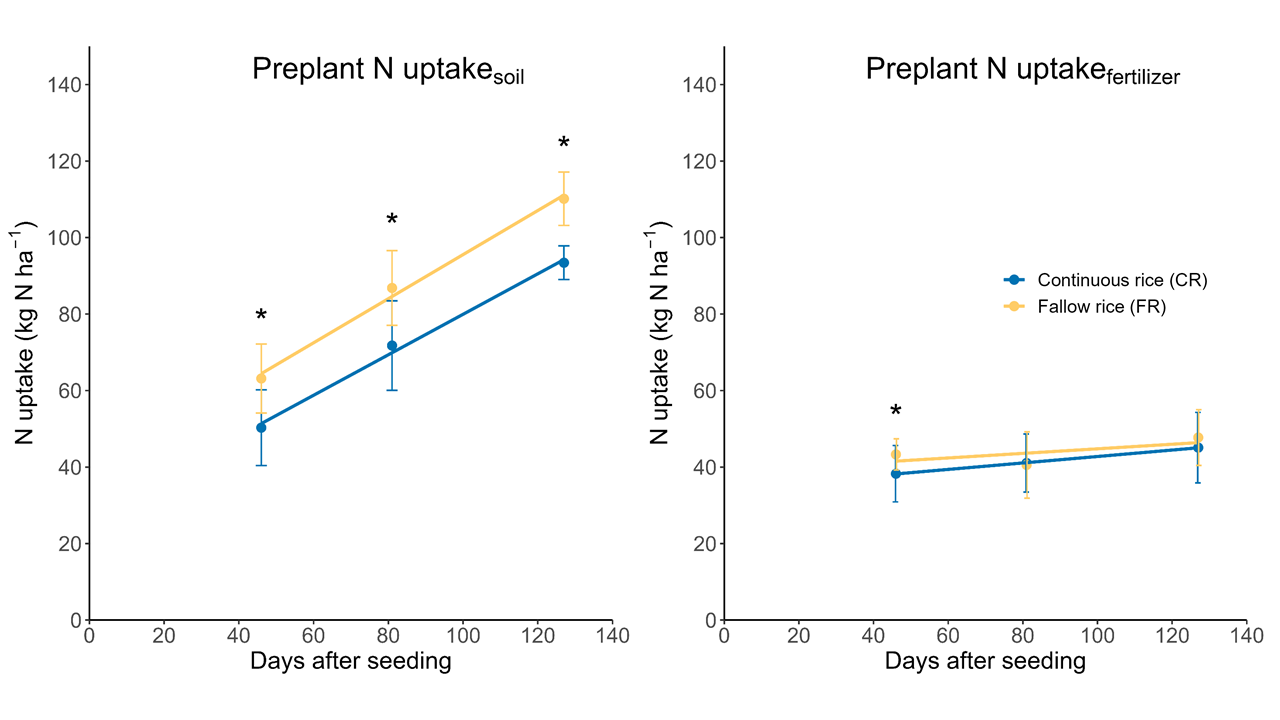 Preplant N uptakesoil
*
*
*
140
120
100
80
60
40
20
0
N uptake (kg N ha−1)
0 20 40 60 80 100 120 140
Days after seeding
Preplant N uptakefertilizer
*
140
120
100
80
60
40
20
0
N uptake (kg N ha−1)
Continuous rice (CR)
Fallow rice (FR)
0 20 40 60 80 100 120 140
Days after seeding